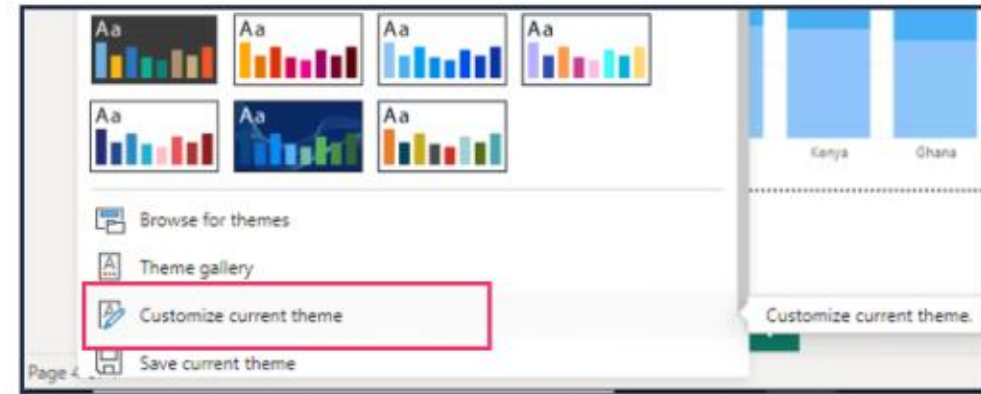 Aa Aa Aa Aa
Aa Aa Aa
Kenya Ghana
Browse for themes
Theme gallery
Customize current theme
Customize current theme.
Save current theme
Page 4